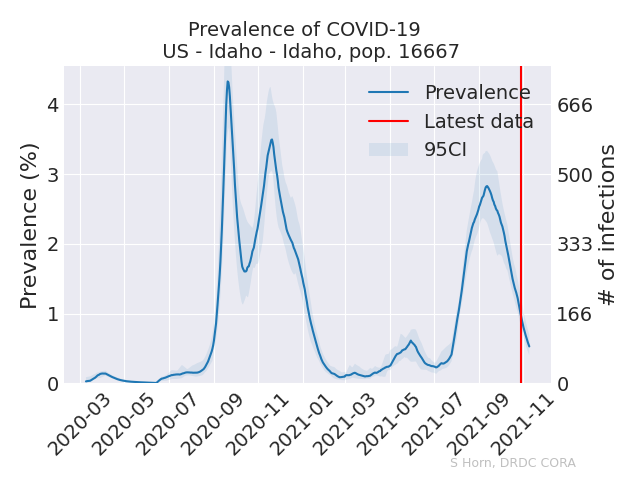 Prevalence of COVID-19
US - Idaho - Idaho, pop. 16667
Prevalence
Latest data
95CI
Prevalence (%)
4
3
2
1
0
666
500
333
166
0
# of infections
2020-03
2020-05
2020-07
2020-09
2020-11
2021-01
2021-03
2021-05
2021-07
2021-09
2021-11
S Horn, DRDC CORA